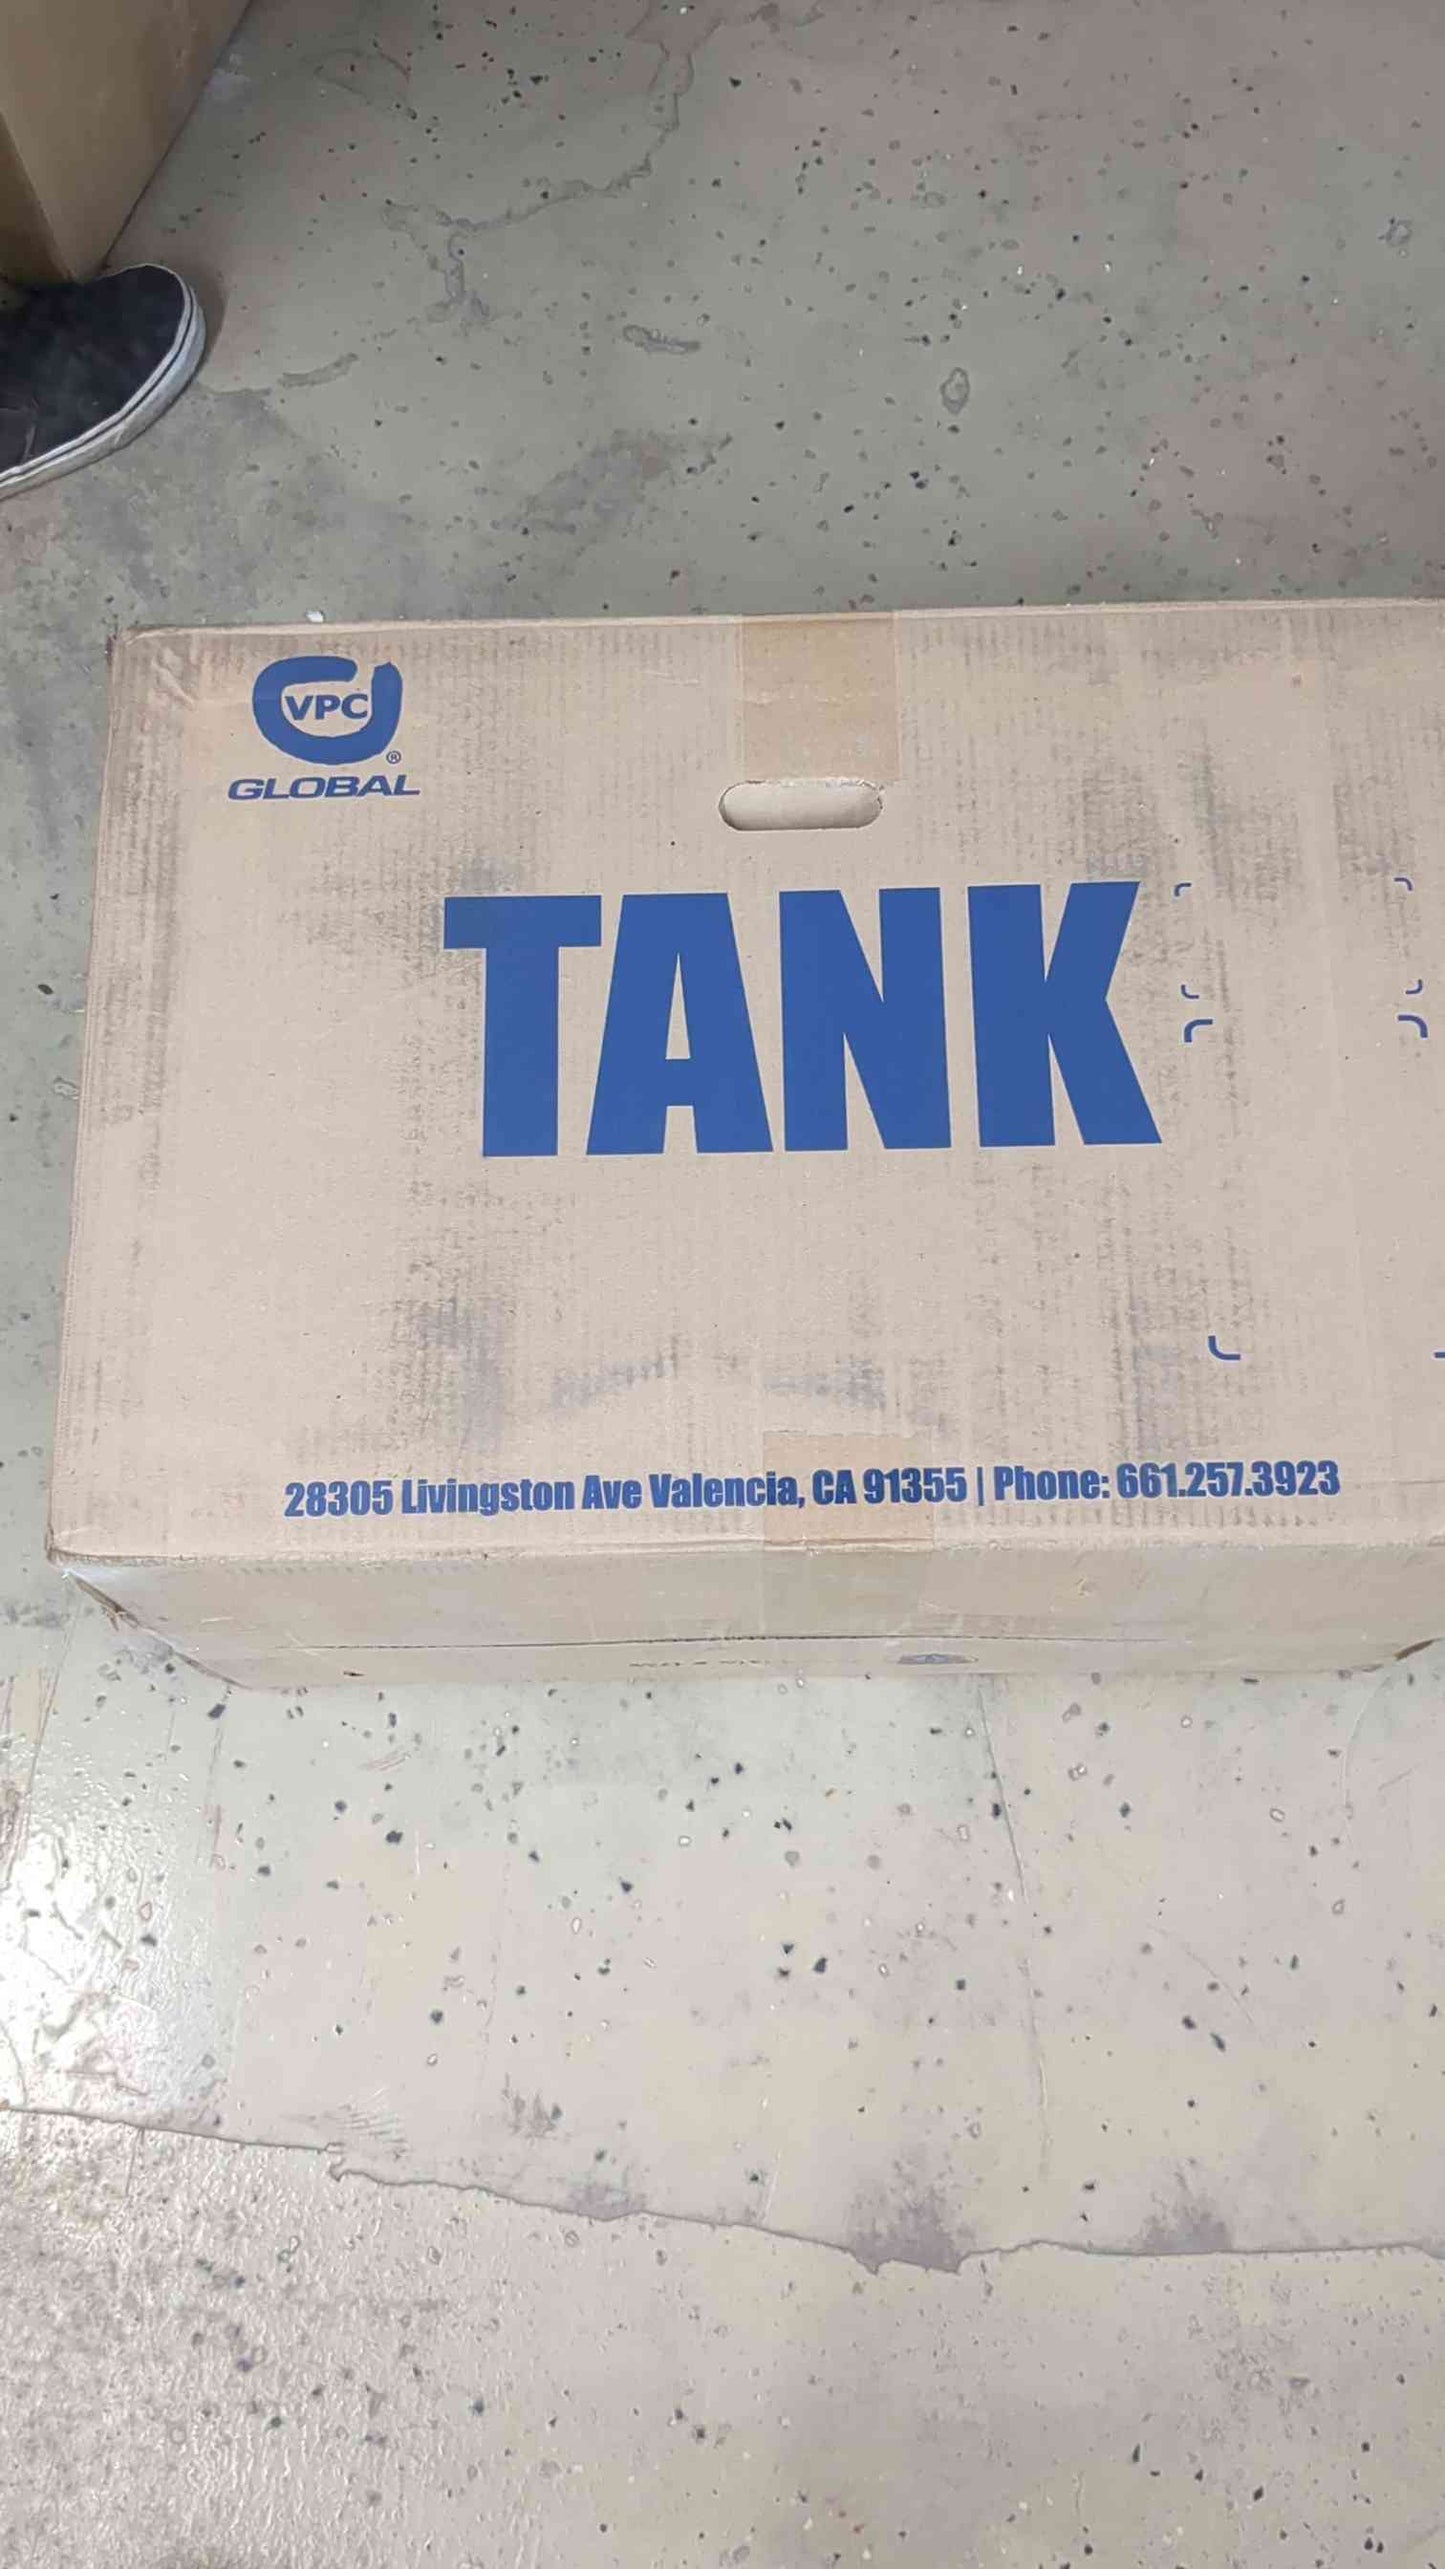 VPC
®
GLOBAL
TANK
28305 Livingston Ave Valencia, CA 91355 | Phone: 661.257.3923